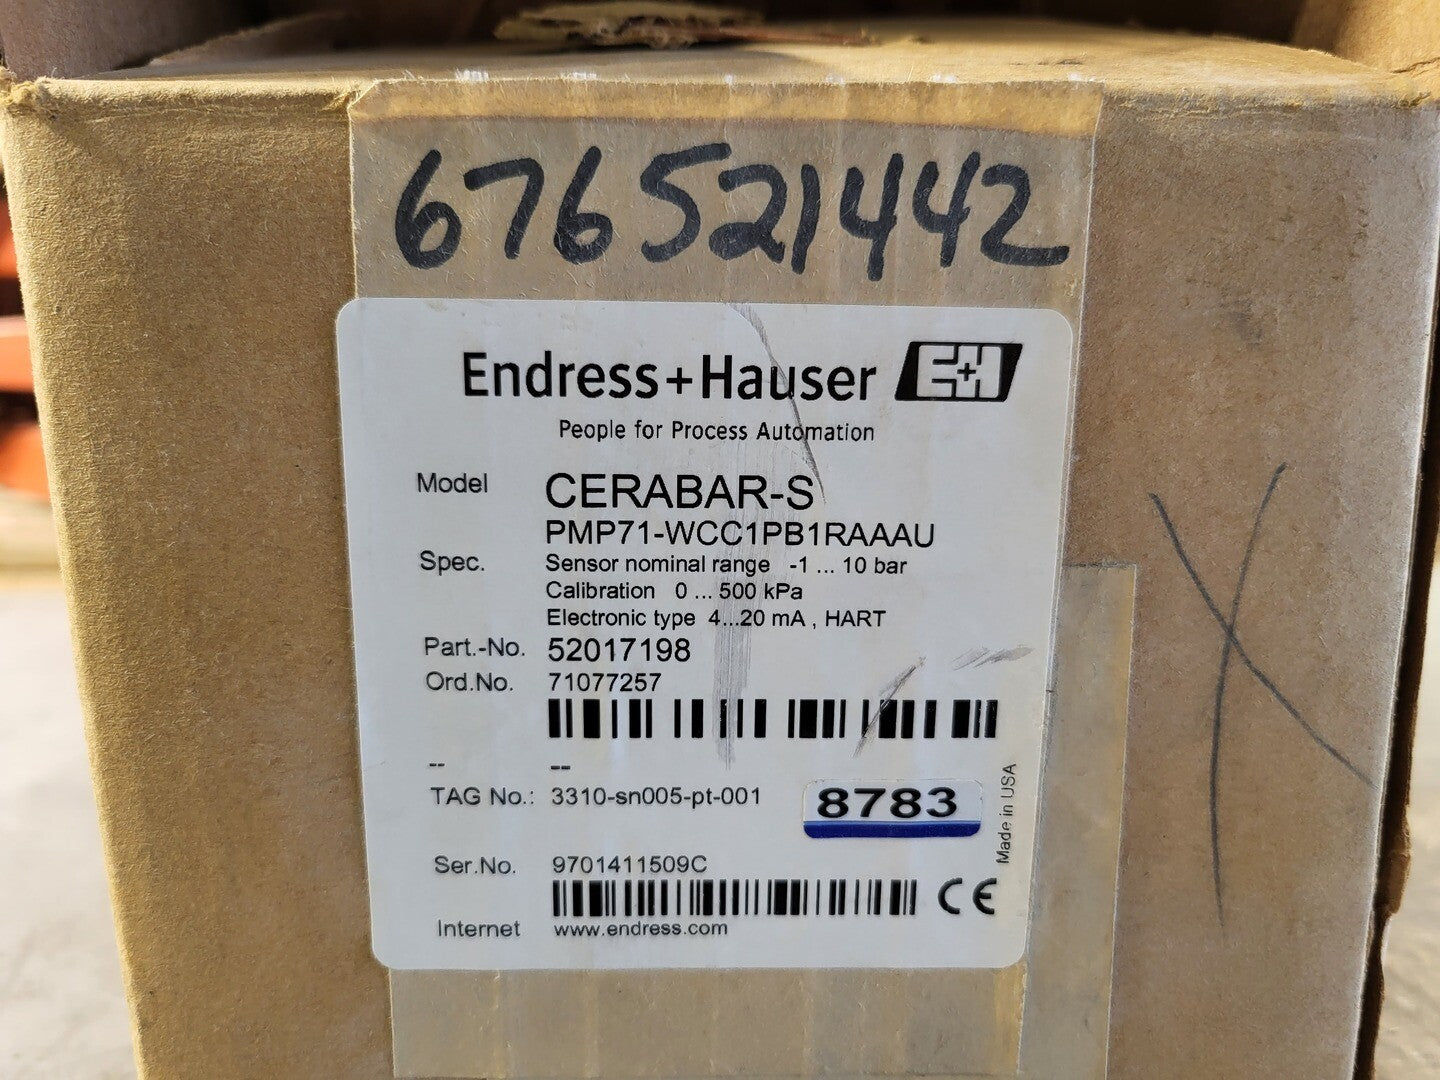 676521442
Endress+Hauser E+H
People for Process Automation
Model CERABAR-S
PMP71-WCC1PB1RAAAU
Spec. Sensor nominal range -1 ... 10 bar
Calibration 0 ... 500 kPa
Electronic type 4...20 mA , HART
Part.-No. 52017198
Ord.No. 71077257
-- --
TAG No.: 3310-sn005-pt-001
8783
Made in USA
Ser.No. 9701411509C
CE
Internet www.endress.com